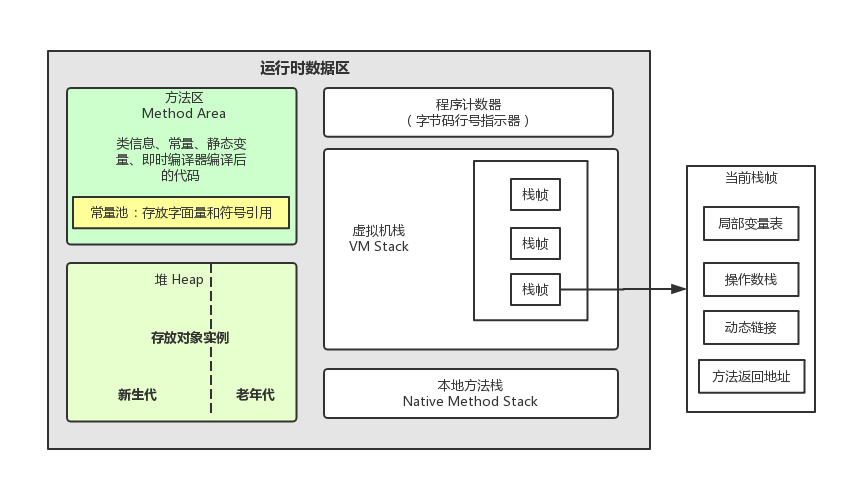 运行时数据区
方法区
Method Area
类信息、常量、静态变
量、即时编译器编译后
的代码
常量池：存放字面量和符号引用
堆 Heap
存放对象实例
新生代
老年代
程序计数器
（字节码行号指示器）
虚拟机栈
VM Stack
栈帧
栈帧
栈帧
本地方法栈
Native Method Stack
当前栈帧
局部变量表
操作数栈
动态链接
方法返回地址